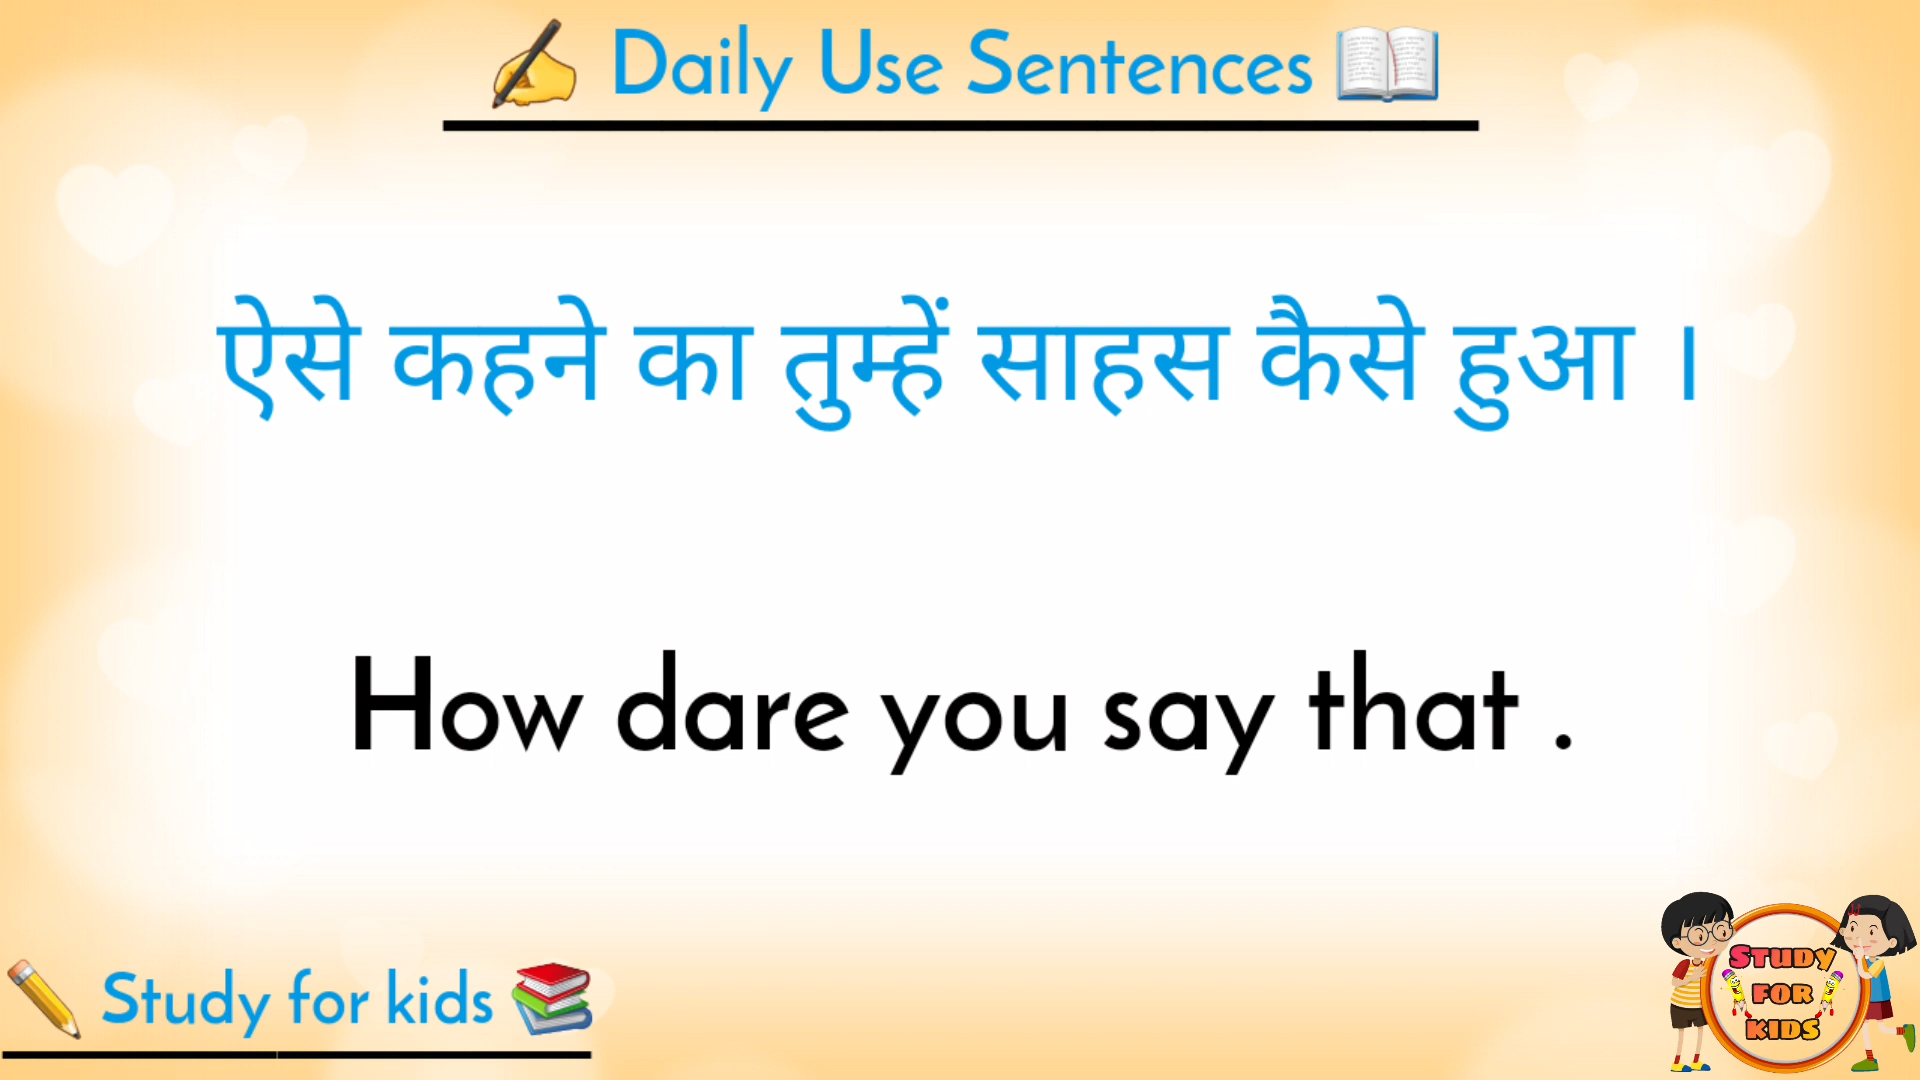 ✍ Daily Use Sentences 📖
ऐसे कहने का तुम्हें साहस कैसे हुआ ।
How dare you say that .
✏ Study for kids 📚
STUDY
FOR
KIDS